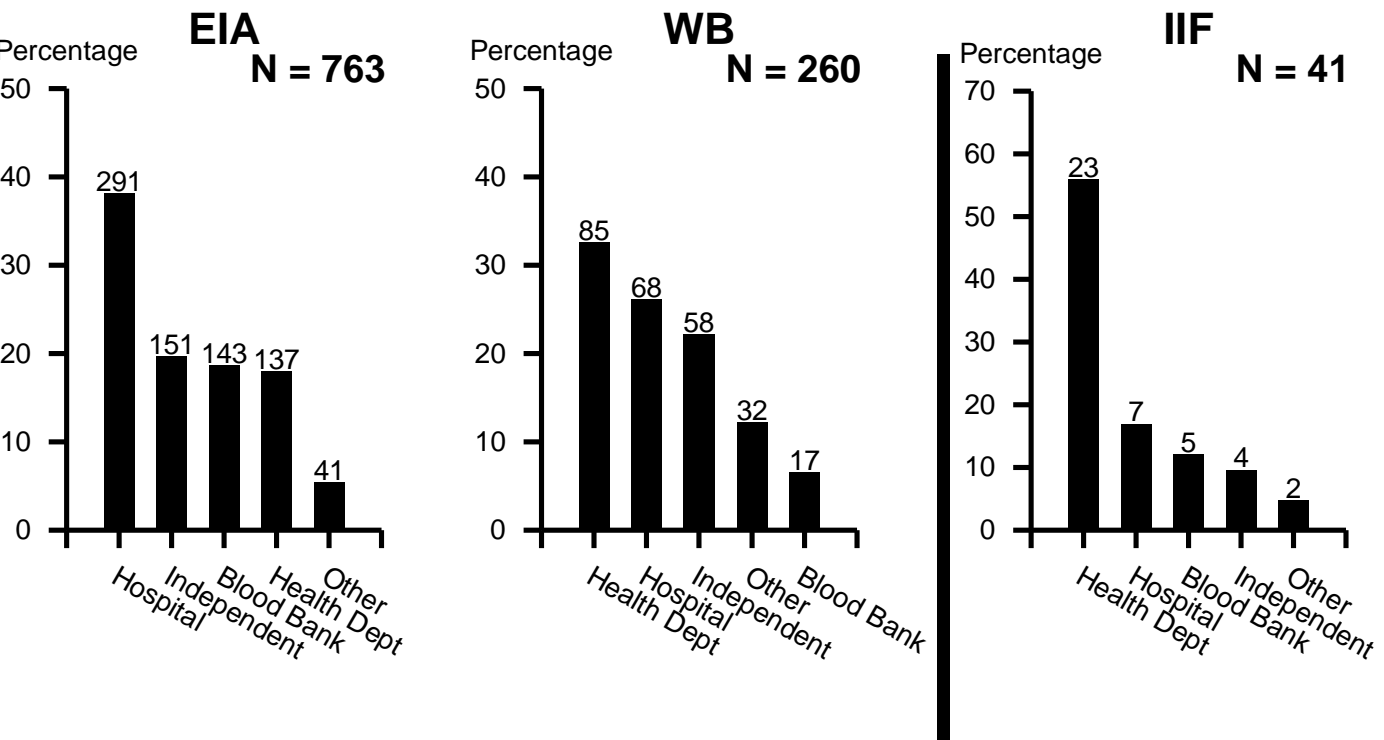 EIA
Percentage
N = 763
50
40
30
20
10
0
291
151
143
137
41
Hospital
Independent
Blood Bank
Health Dept
Other
WB
Percentage
N = 260
50
40
30
20
10
0
85
68
58
32
17
Health Dept
Hospital
Independent
Other
Blood Bank
IIF
Percentage
N = 41
70
60
50
40
30
20
10
0
23
7
5
4
2
Health Dept
Hospital
Blood Bank
Independent
Other